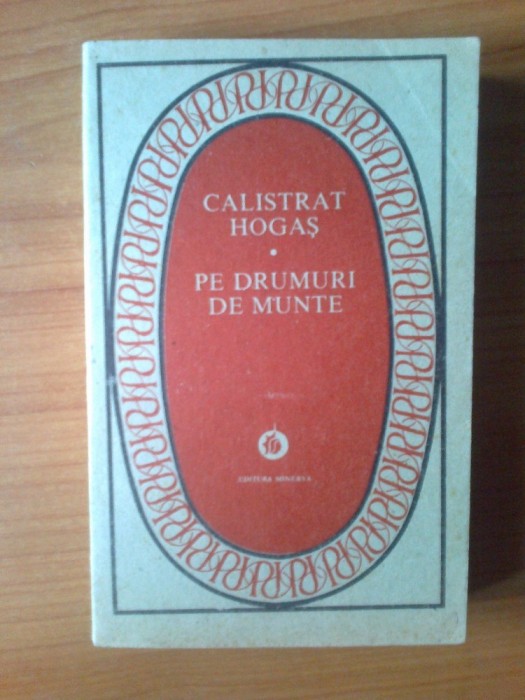 CALISTRAT
HOGAȘ
•
PE DRUMURI
DE MUNTE
EDITURA MINERVA